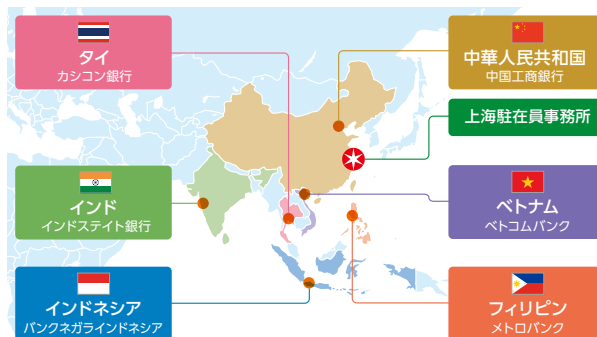 タイ
カシコン銀行
中華人民共和国
中国工商銀行
上海駐在員事務所
インド
インドステイト銀行
ベトナム
ベトコムバンク
インドネシア
バンクネガラインドネシア
フィリピン
メトロバンク